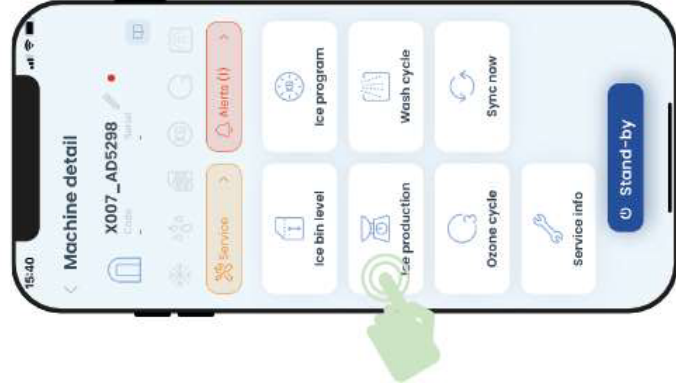 15:40
Machine detail
X007_AD5298
Code
Serial
-
-
Service
Alerts (1)
Ice bin level
Ice program
Ice production
Wash cycle
Ozone cycle
Sync now
Service info
Stand-by